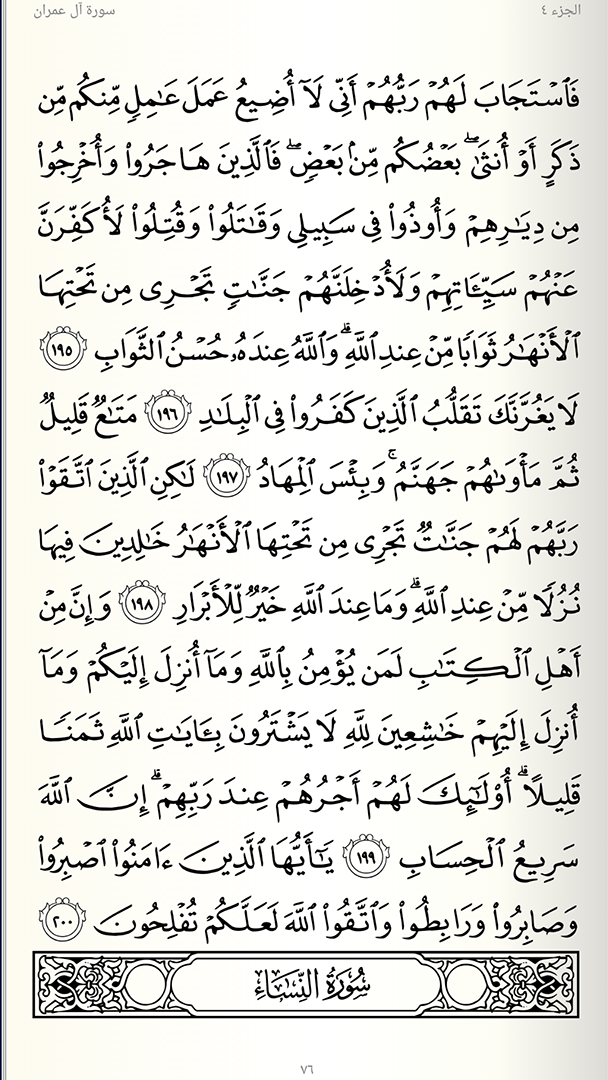 الجزء ٤
سورة آل عمران
فَٱسۡتَجَابَ لَهُمۡ رَبُّهُمۡ أَنِّي لَآ أُضِيعُ عَمَلَ عَٰمِلٖ مِّنكُم مِّن
ذَكَرٍ أَوۡ أُنثَىٰۖ بَعۡضُكُم مِّنۢ بَعۡضٖۖ فَٱلَّذِينَ هَاجَرُواْ وَأُخۡرِجُواْ
مِن دِيَٰرِهِمۡ وَأُوذُواْ فِي سَبِيلِي وَقَٰتَلُواْ وَقُتِلُواْ لَأُكَفِّرَنَّ
عَنۡهُمۡ سَيِّـَٔاتِهِمۡ وَلَأُدۡخِلَنَّهُمۡ جَنَّٰتٖ تَجۡرِي مِن تَحۡتِهَا
ٱلۡأَنۡهَٰرُ ثَوَابٗا مِّنۡ عِندِ ٱللَّهِۚ وَٱللَّهُ عِندَهُۥ حُسۡنُ ٱلثَّوَابِ ١٩٥
لَا يَغُرَّنَّكَ تَقَلُّبُ ٱلَّذِينَ كَفَرُواْ فِي ٱلۡبِلَٰدِ ١٩٦ مَتَٰعٞ قَلِيلٞ
ثُمَّ مَأۡوَىٰهُمۡ جَهَنَّمُۚ وَبِئۡسَ ٱلۡمِهَادُ ١٩٧ لَٰكِنِ ٱلَّذِينَ ٱتَّقَوۡاْ
رَبَّهُمۡ لَهُمۡ جَنَّٰتٞ تَجۡرِي مِن تَحۡتِهَا ٱلۡأَنۡهَٰرُ خَٰلِدِينَ فِيهَا
نُزُلٗا مِّنۡ عِندِ ٱللَّهِۗ وَمَا عِندَ ٱللَّهِ خَيۡرٞ لِّلۡأَبۡرَارِ ١٩٨ وَإِنَّ مِنۡ
أَهۡلِ ٱلۡكِتَٰبِ لَمَن يُؤۡمِنُ بِٱللَّهِ وَمَآ أُنزِلَ إِلَيۡكُمۡ وَمَآ
أُنزِلَ إِلَيۡهِمۡ خَٰشِعِينَ لِلَّهِ لَا يَشۡتَرُونَ بِـَٔايَٰتِ ٱللَّهِ ثَمَنٗا
قَلِيلًاۚ أُوْلَٰٓئِكَ لَهُمۡ أَجۡرُهُمۡ عِندَ رَبِّهِمۡۗ إِنَّ ٱللَّهَ
سَرِيعُ ٱلۡحِسَابِ ١٩٩ يَٰٓأَيُّهَا ٱلَّذِينَ ءَامَنُواْ ٱصۡبِرُواْ
وَصَابِرُواْ وَرَابِطُواْ وَٱتَّقُواْ ٱللَّهَ لَعَلَّكُمۡ تُفۡلِحُونَ ٢٠٠
سُورَةُ النِّسَاءِ
٧٦